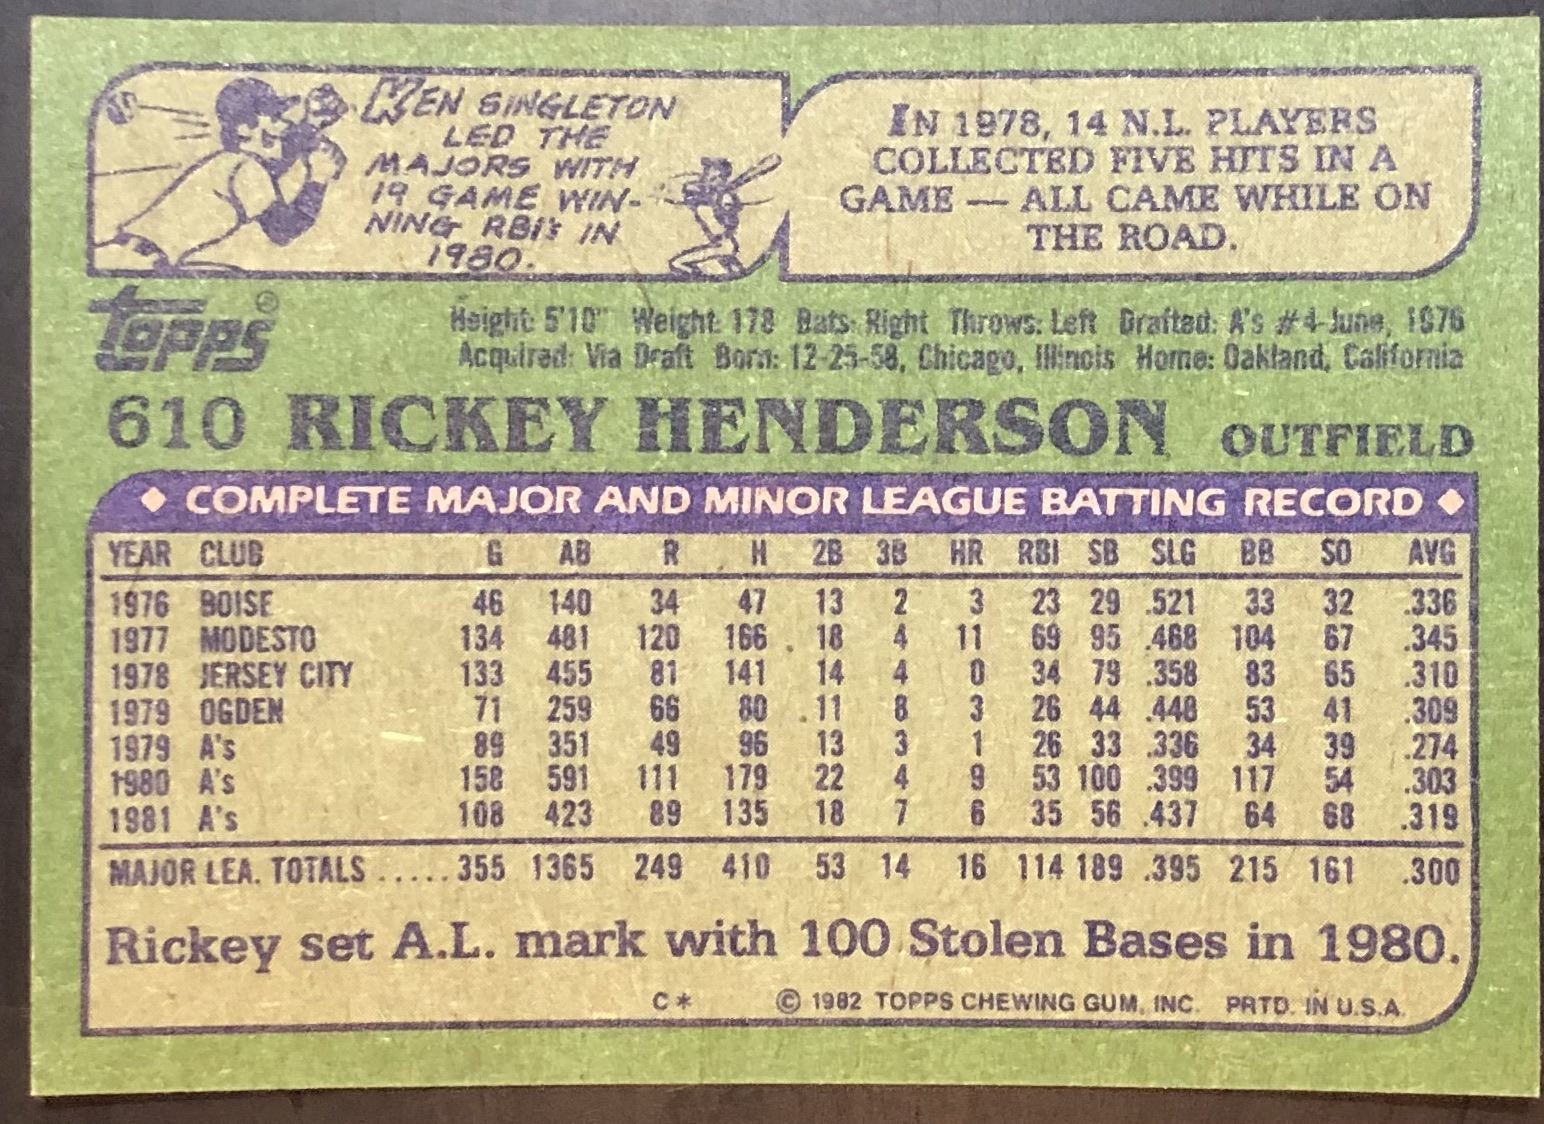 KEN SINGLETON
LED THE
MAJORS WITH
19 GAME WIN-
NING RBI's IN
1980.
IN 1978, 14 N.L. PLAYERS
COLLECTED FIVE HITS IN A
GAME — ALL CAME WHILE ON
THE ROAD.
Topps®
Height: 5'10" Weight: 178 Bats: Right Throws: Left Drafted: A's #4-June, 1976
Acquired: Via Draft Born: 12-25-58, Chicago, Illinois Home: Oakland, California
610 RICKEY HENDERSON OUTFIELD
♦ COMPLETE MAJOR AND MINOR LEAGUE BATTING RECORD ♦
YEAR CLUB G AB R H 2B 3B HR RBI SB SLG BB SO AVG
1976 BOISE 46 140 34 47 13 2 3 23 29 .521 33 32 .336
1977 MODESTO 134 481 120 166 18 4 11 69 95 .468 104 67 .345
1978 JERSEY CITY 133 455 81 141 14 4 0 34 79 .358 83 65 .310
1979 OGDEN 71 259 66 80 11 8 3 26 44 .448 53 41 .309
1979 A's 89 351 49 96 13 3 1 26 33 .336 34 39 .274
1980 A's 158 591 111 179 22 4 9 53 100 .399 117 54 .303
1981 A's 108 423 89 135 18 7 6 35 56 .437 64 68 .319
MAJOR LEA. TOTALS ..... 355 1365 249 410 53 14 16 114 189 .395 215 161 .300
Rickey set A.L. mark with 100 Stolen Bases in 1980.
C* © 1982 TOPPS CHEWING GUM, INC. PRTD. IN U.S.A.